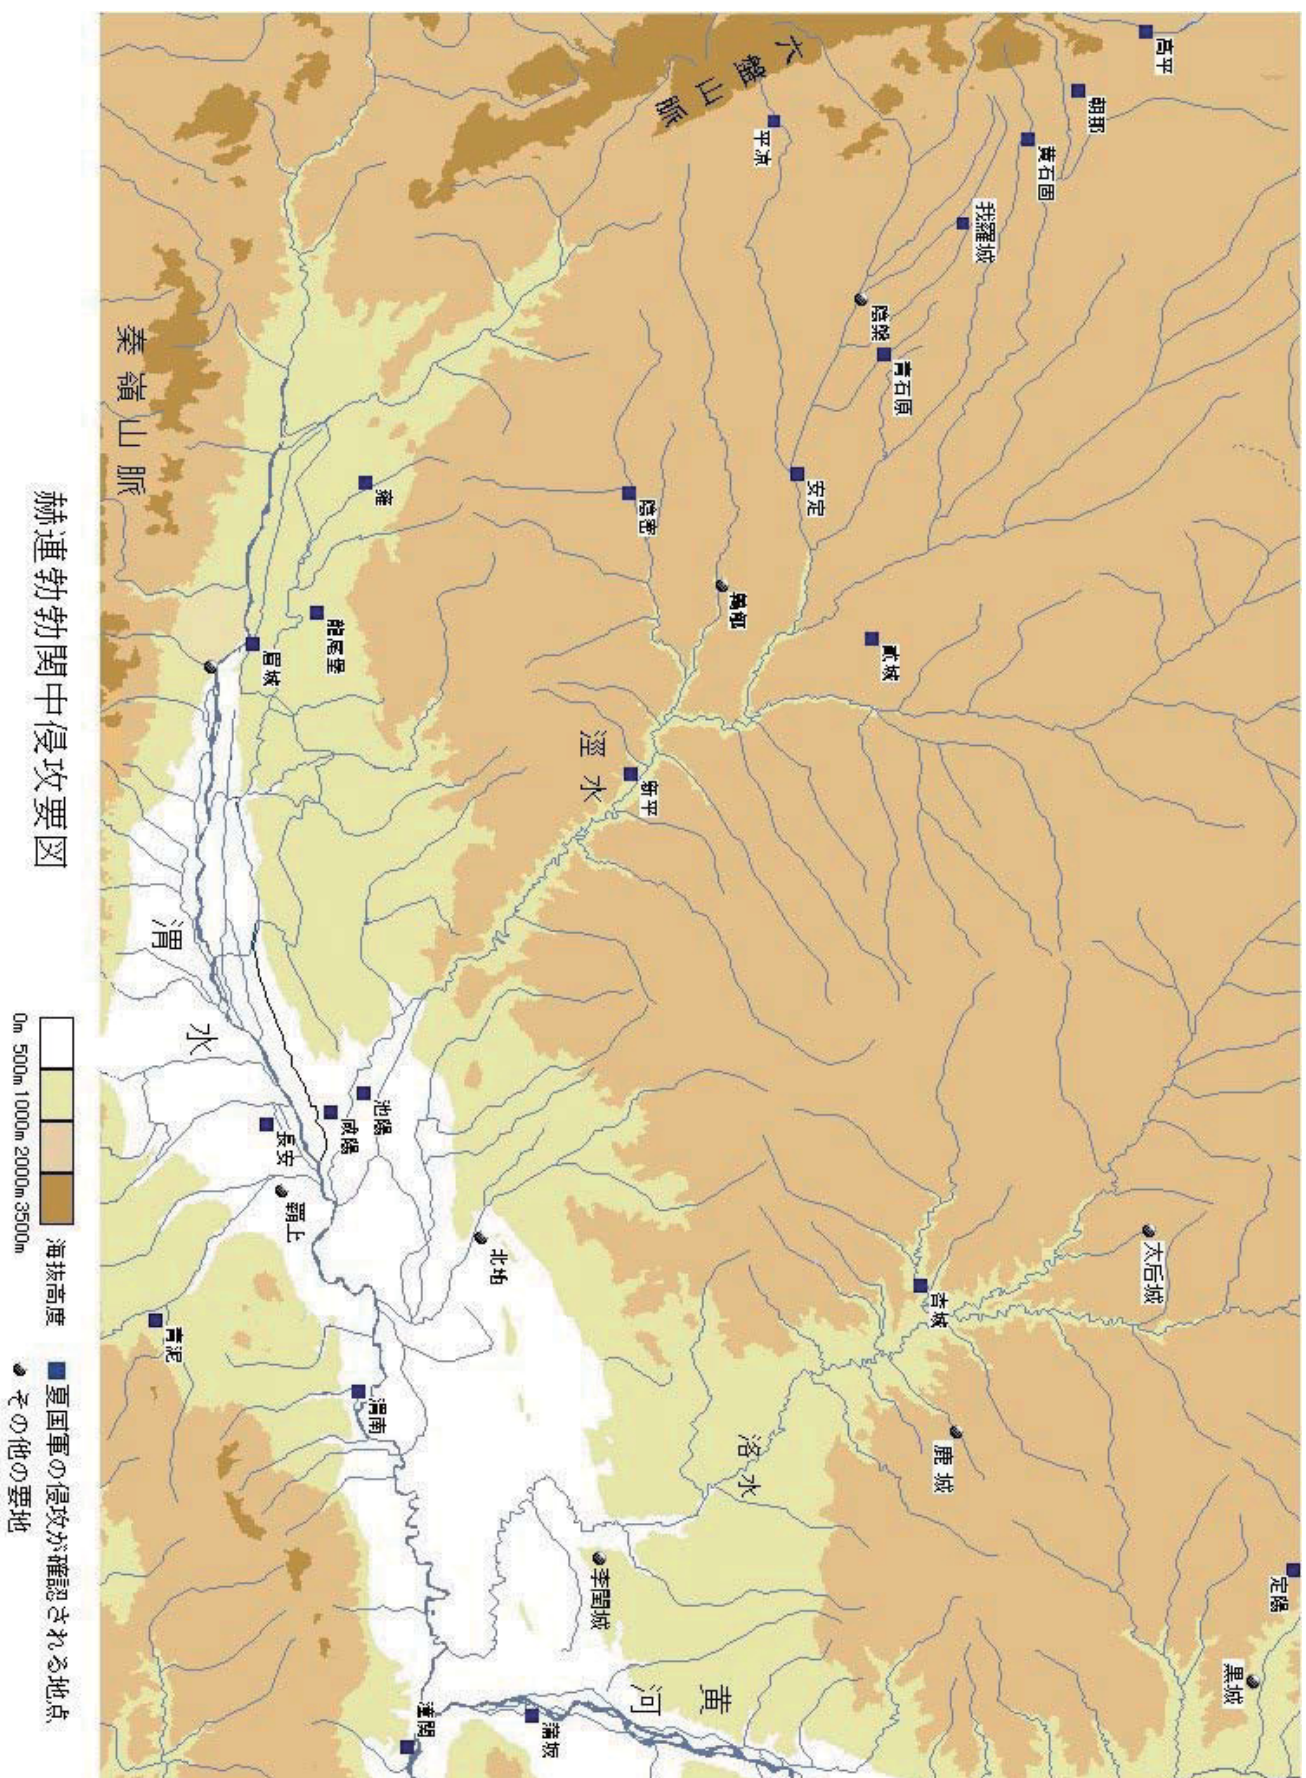 赫連勃勃関中侵攻要図
六盤山脈
秦嶺山脈
高平
朝那
黄石固
我羅城
平凉
陰槃
青石原
安定
陰密
鶉觚
貳城
雍
龍尾堡
眉城
新平
涇水
渭水
池陽
咸陽
長安
覇上
北地
青泥
渭南
太后城
杏城
鹿城
洛水
李閏城
定陽
黒城
黄河
潼関
蒲坂
0m 500m 1000m 2000m 3500m
海抜高度
夏国軍の侵攻が確認される地点
その他の要地